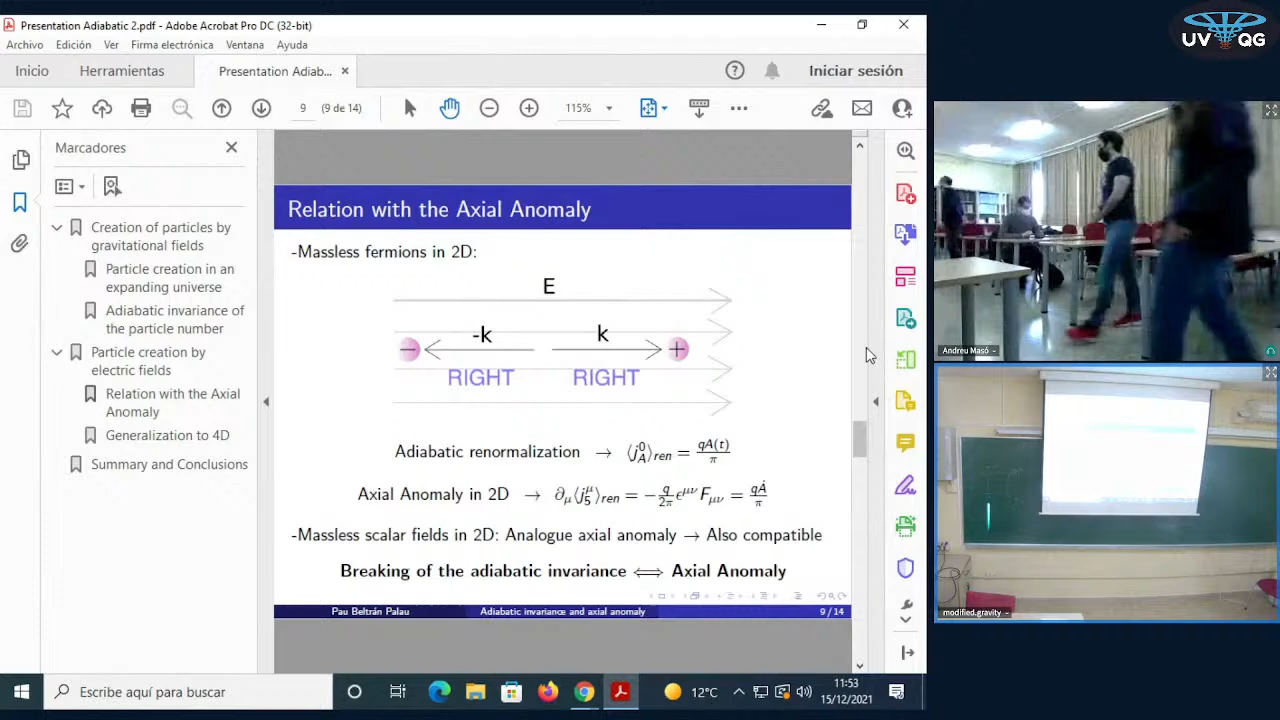 Presentation Adiabatic 2.pdf - Adobe Acrobat Pro DC (32-bit)
Archivo Edición Ver Firma electrónica Ventana Ayuda
Inicio Herramientas Presentation Adiab... × Iniciar sesión
9 (9 de 14) 115%
Marcadores
Creation of particles by
gravitational fields
Particle creation in an
expanding universe
Adiabatic invariance of
the particle number
Particle creation by
electric fields
Relation with the Axial
Anomaly
Generalization to 4D
Summary and Conclusions
Relation with the Axial Anomaly
-Massless fermions in 2D:
E
-k k
− +
RIGHT RIGHT
Adiabatic renormalization → ⟨j_A^0⟩_ren = qA(t)/π
Axial Anomaly in 2D → ∂_μ⟨j_5^μ⟩_ren = −q/2π ε^{μν}F_{μν} = qȦ/π
-Massless scalar fields in 2D: Analogue axial anomaly → Also compatible
Breaking of the adiabatic invariance ⟺ Axial Anomaly
Pau Beltrán Palau Adiabatic invariance and axial anomaly 9 / 14
UV QG
Andreu Masó
modified.gravity
Escribe aquí para buscar
12°C
11:53
15/12/2021